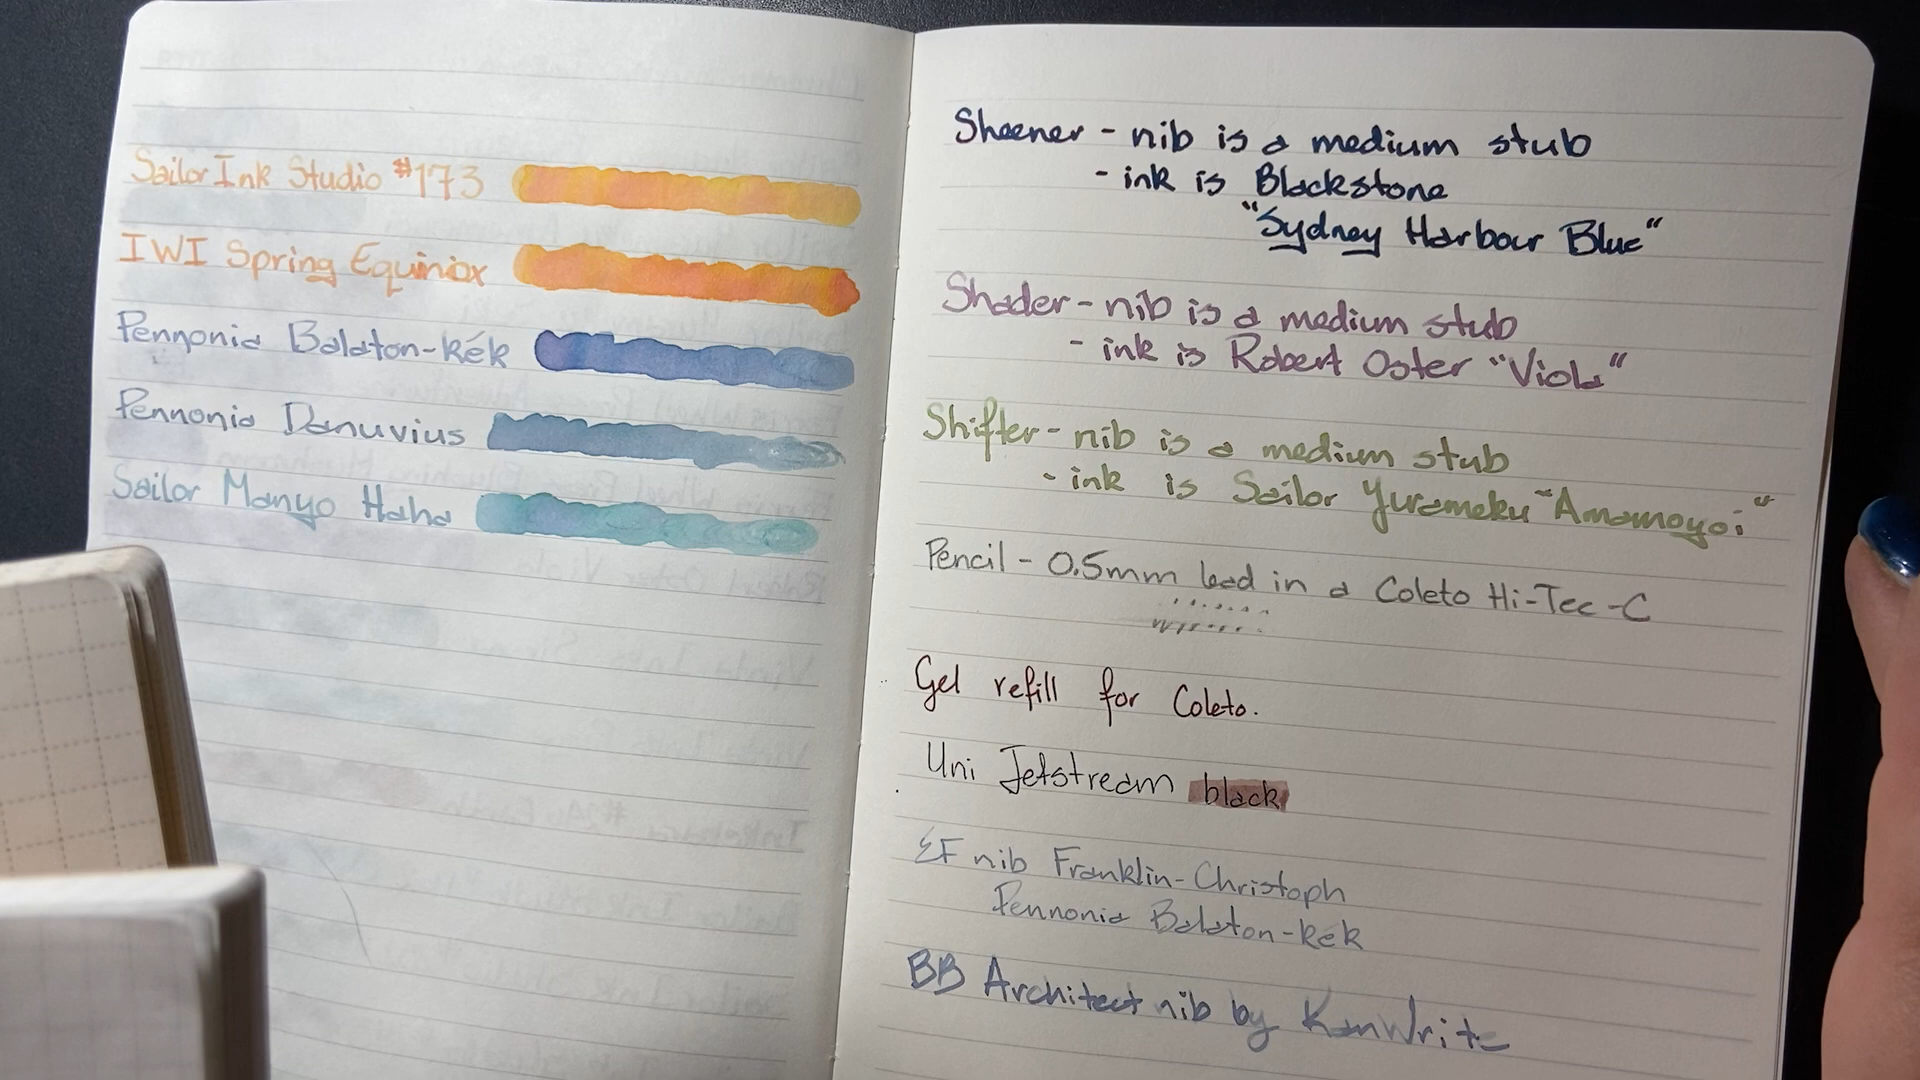 Sailor Ink Studio #173
IWI Spring Equinox
Pennonia Balaton-kék
Pennonia Danuvius
Sailor Manyo Haha
Sheener - nib is a medium stub
- ink is Blackstone
"Sydney Harbour Blue"
Shader - nib is a medium stub
- ink is Robert Oster "Viola"
Shifter - nib is a medium stub
- ink is Sailor Yurameku "Amamoyoi"
Pencil - 0.5mm lead in a Coleto Hi-Tec-C
Gel refill for Coleto.
Uni Jetstream black
EF nib Franklin-Christoph
Pennonia Balaton-kék
BB Architect nib by KanWrite